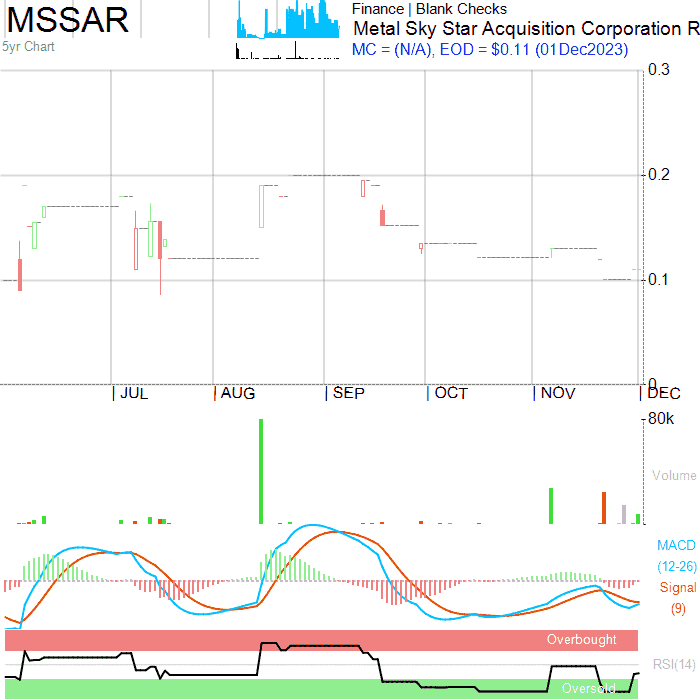 MSSAR
5yr Chart
Finance | Blank Checks
Metal Sky Star Acquisition Corporation R
MC = (N/A), EOD = $0.11 (01Dec2023)
0.3
0.2
0.1
0
JUL
AUG
SEP
OCT
NOV
DEC
80k
Volume
MACD
(12-26)
Signal
(9)
Overbought
RSI(14)
Oversold